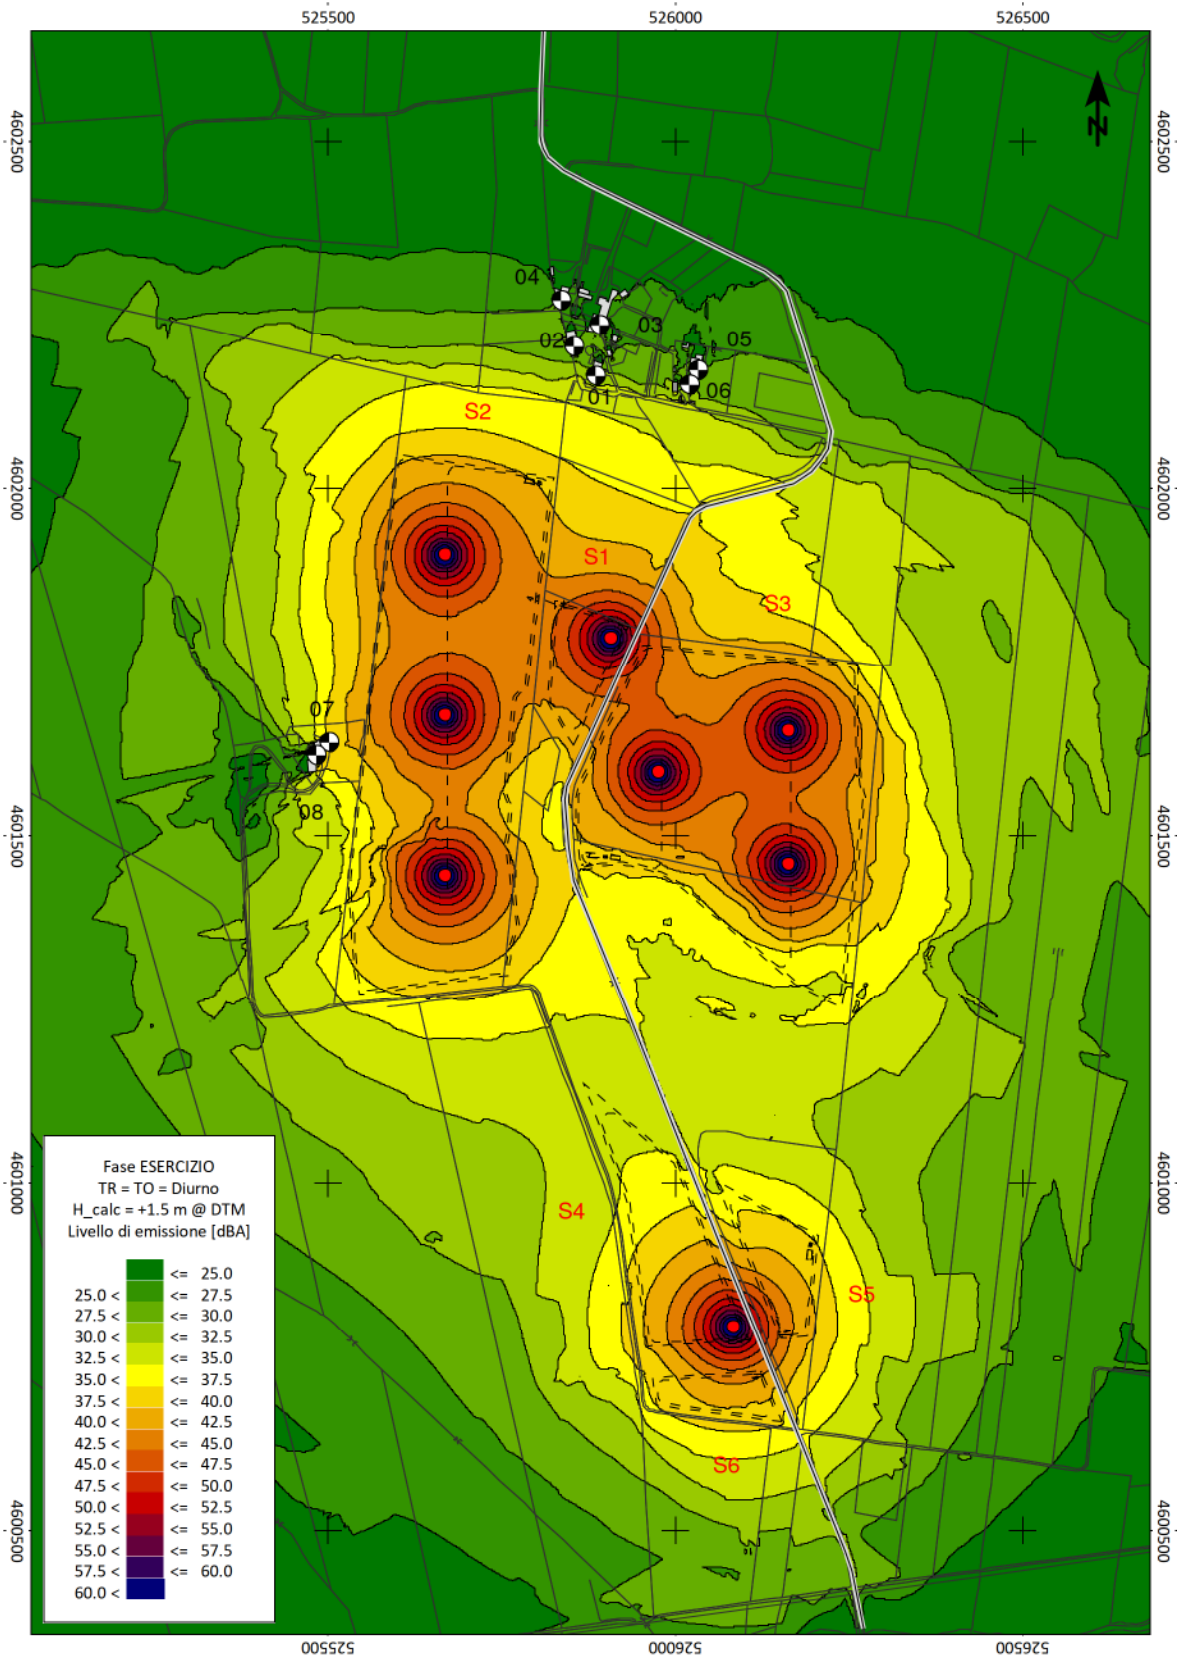 525500 526000 526500
N
4602500 4602500
04
03
02 05
01 06
S2
4602000 4602000
S1
S3
07
08
4601500 4601500
4601000 4601000
S4
S5
S6
4600500 4600500
Fase ESERCIZIO
TR = TO = Diurno
H_calc = +1.5 m @ DTM
Livello di emissione [dBA]
<= 25.0
25.0 < <= 27.5
27.5 < <= 30.0
30.0 < <= 32.5
32.5 < <= 35.0
35.0 < <= 37.5
37.5 < <= 40.0
40.0 < <= 42.5
42.5 < <= 45.0
45.0 < <= 47.5
47.5 < <= 50.0
50.0 < <= 52.5
52.5 < <= 55.0
55.0 < <= 57.5
57.5 < <= 60.0
60.0 <
525500 526000 526500